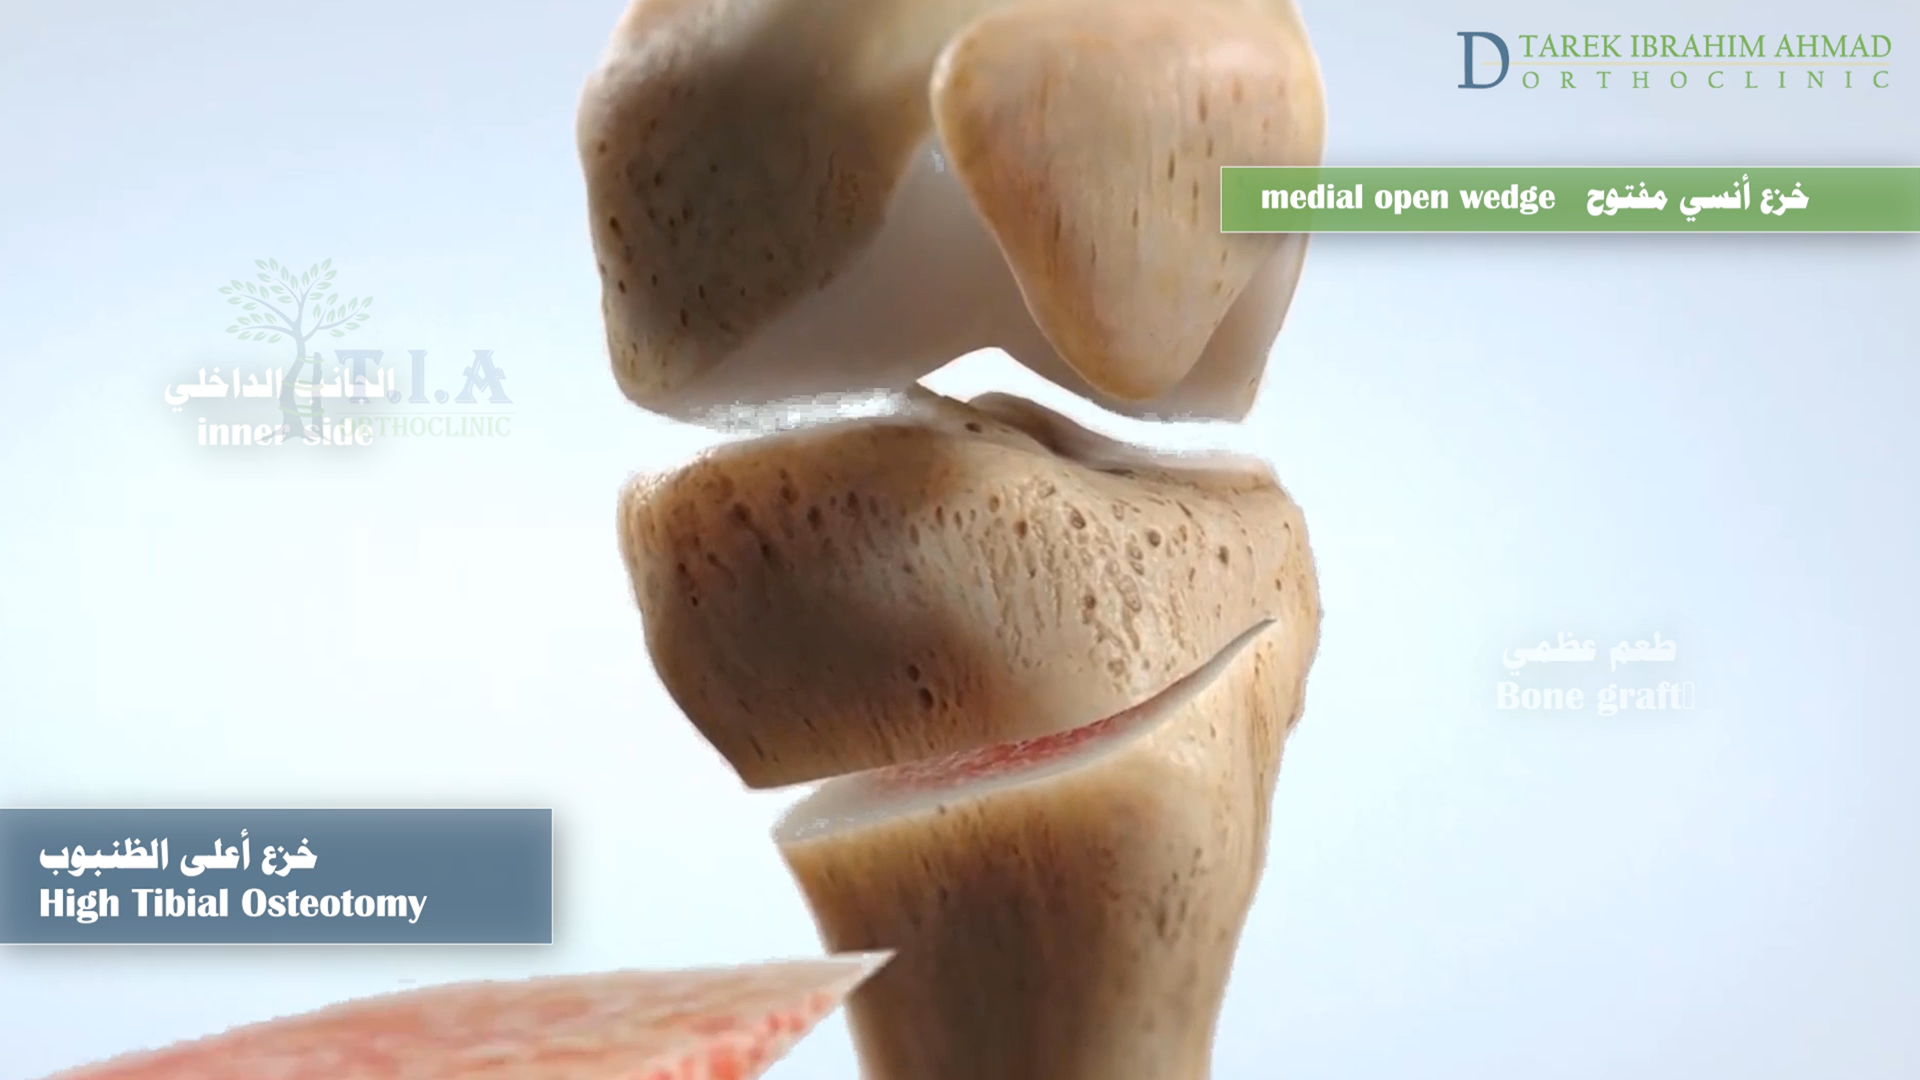 D TAREK IBRAHIM AHMAD
ORTHOCLINIC
medial open wedge خزع أنسي مفتوح
T.I.A
ORTHOCLINIC
الجانب الداخلي
inner side
طعم عظمي
Bone graft
خزع أعلى الظنبوب
High Tibial Osteotomy